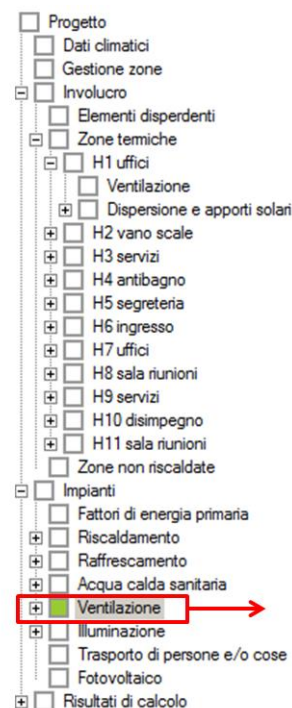 Progetto
Dati climatici
Gestione zone
Involucro
Elementi disperdenti
Zone termiche
H1 uffici
Ventilazione
Dispersione e apporti solari
H2 vano scale
H3 servizi
H4 antibagno
H5 segreteria
H6 ingresso
H7 uffici
H8 sala riunioni
H9 servizi
H10 disimpegno
H11 sala riunioni
Zone non riscaldate
Impianti
Fattori di energia primaria
Riscaldamento
Raffrescamento
Acqua calda sanitaria
Ventilazione
Illuminazione
Trasporto di persone e/o cose
Fotovoltaico
Risultati di calcolo